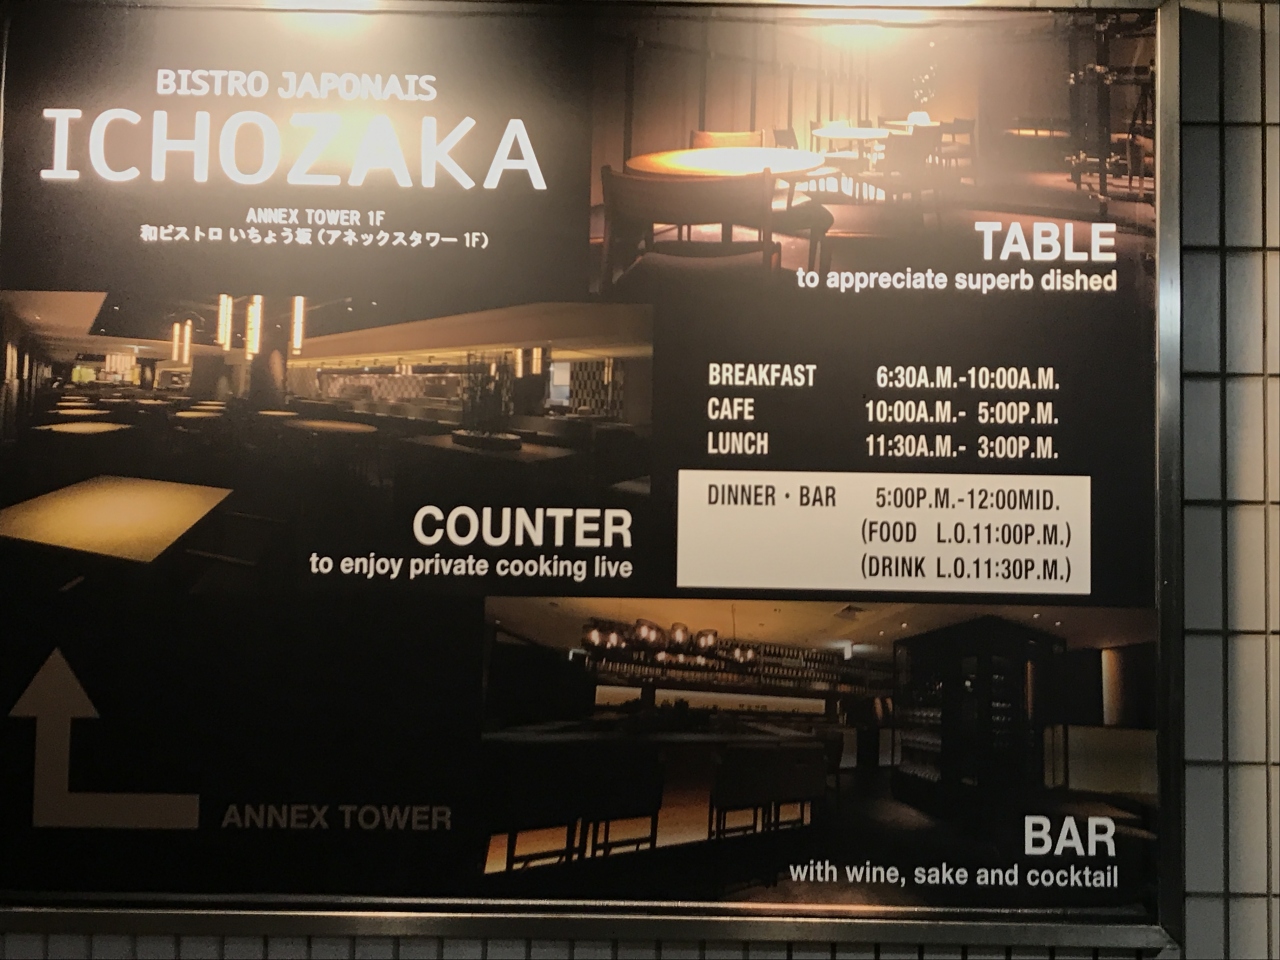 BISTRO JAPONAIS
ICHOZAKA
ANNEX TOWER 1F
和ビストロ いちょう坂 (アネックスタワー 1F)
TABLE
to appreciate superb dished
BREAKFAST 6:30A.M.-10:00A.M.
CAFE 10:00A.M.- 5:00P.M.
LUNCH 11:30A.M.- 3:00P.M.
DINNER・BAR 5:00P.M.-12:00MID.
(FOOD L.O.11:00P.M.)
(DRINK L.O.11:30P.M.)
COUNTER
to enjoy private cooking live
ANNEX TOWER
BAR
with wine, sake and cocktail